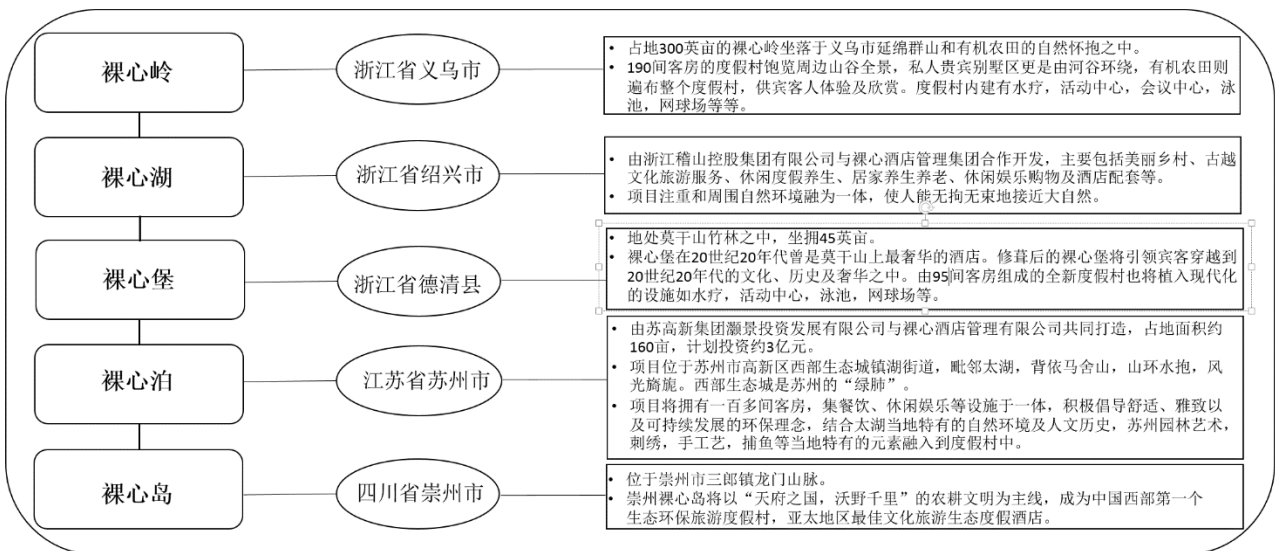 裸心岭
浙江省义乌市
• 占地300英亩的裸心岭坐落于义乌市延绵群山和有机农田的自然怀抱之中。
• 190间客房的度假村饱览周边山谷全景，私人贵宾别墅区更是由河谷环绕，有机农田则
遍布整个度假村，供宾客人体验及欣赏。度假村内建有水疗，活动中心，会议中心，泳
池，网球场等等。
裸心湖
浙江省绍兴市
• 由浙江稽山控股集团有限公司与裸心酒店管理集团合作开发，主要包括美丽乡村、古越
文化旅游服务、休闲度假养生、居家养生养老、休闲娱乐购物及酒店配套等。
• 项目注重和周围自然环境融为一体，使人能无拘无束地接近大自然。
裸心堡
浙江省德清县
• 地处莫干山竹林之中，坐拥45英亩。
• 裸心堡在20世纪20年代曾是莫干山上最奢华的酒店。修葺后的裸心堡将引领宾客穿越到
20世纪20年代的文化、历史及奢华之中。由95间客房组成的全新度假村也将植入现代化
的设施如水疗，活动中心，泳池，网球场等。
裸心泊
江苏省苏州市
• 由苏高新集团灏景投资发展有限公司与裸心酒店管理有限公司共同打造，占地面积约
160亩，计划投资约3亿元。
• 项目位于苏州市高新区西部生态城镇湖街道，毗邻太湖，背依马舍山，山环水抱，风
光旖旎。西部生态城是苏州的“绿肺”。
• 项目将拥有一百多间客房，集餐饮、休闲娱乐等设施于一体，积极倡导舒适、雅致以
及可持续发展的环保理念，结合太湖当地特有的自然环境及人文历史，苏州园林艺术，
刺绣，手工艺，捕鱼等当地特有的元素融入到度假村中。
裸心岛
四川省崇州市
• 位于崇州市三郎镇龙门山脉。
• 崇州裸心岛将以“天府之国，沃野千里”的农耕文明为主线，成为中国西部第一个
生态环保旅游度假村，亚太地区最佳文化旅游生态度假酒店。